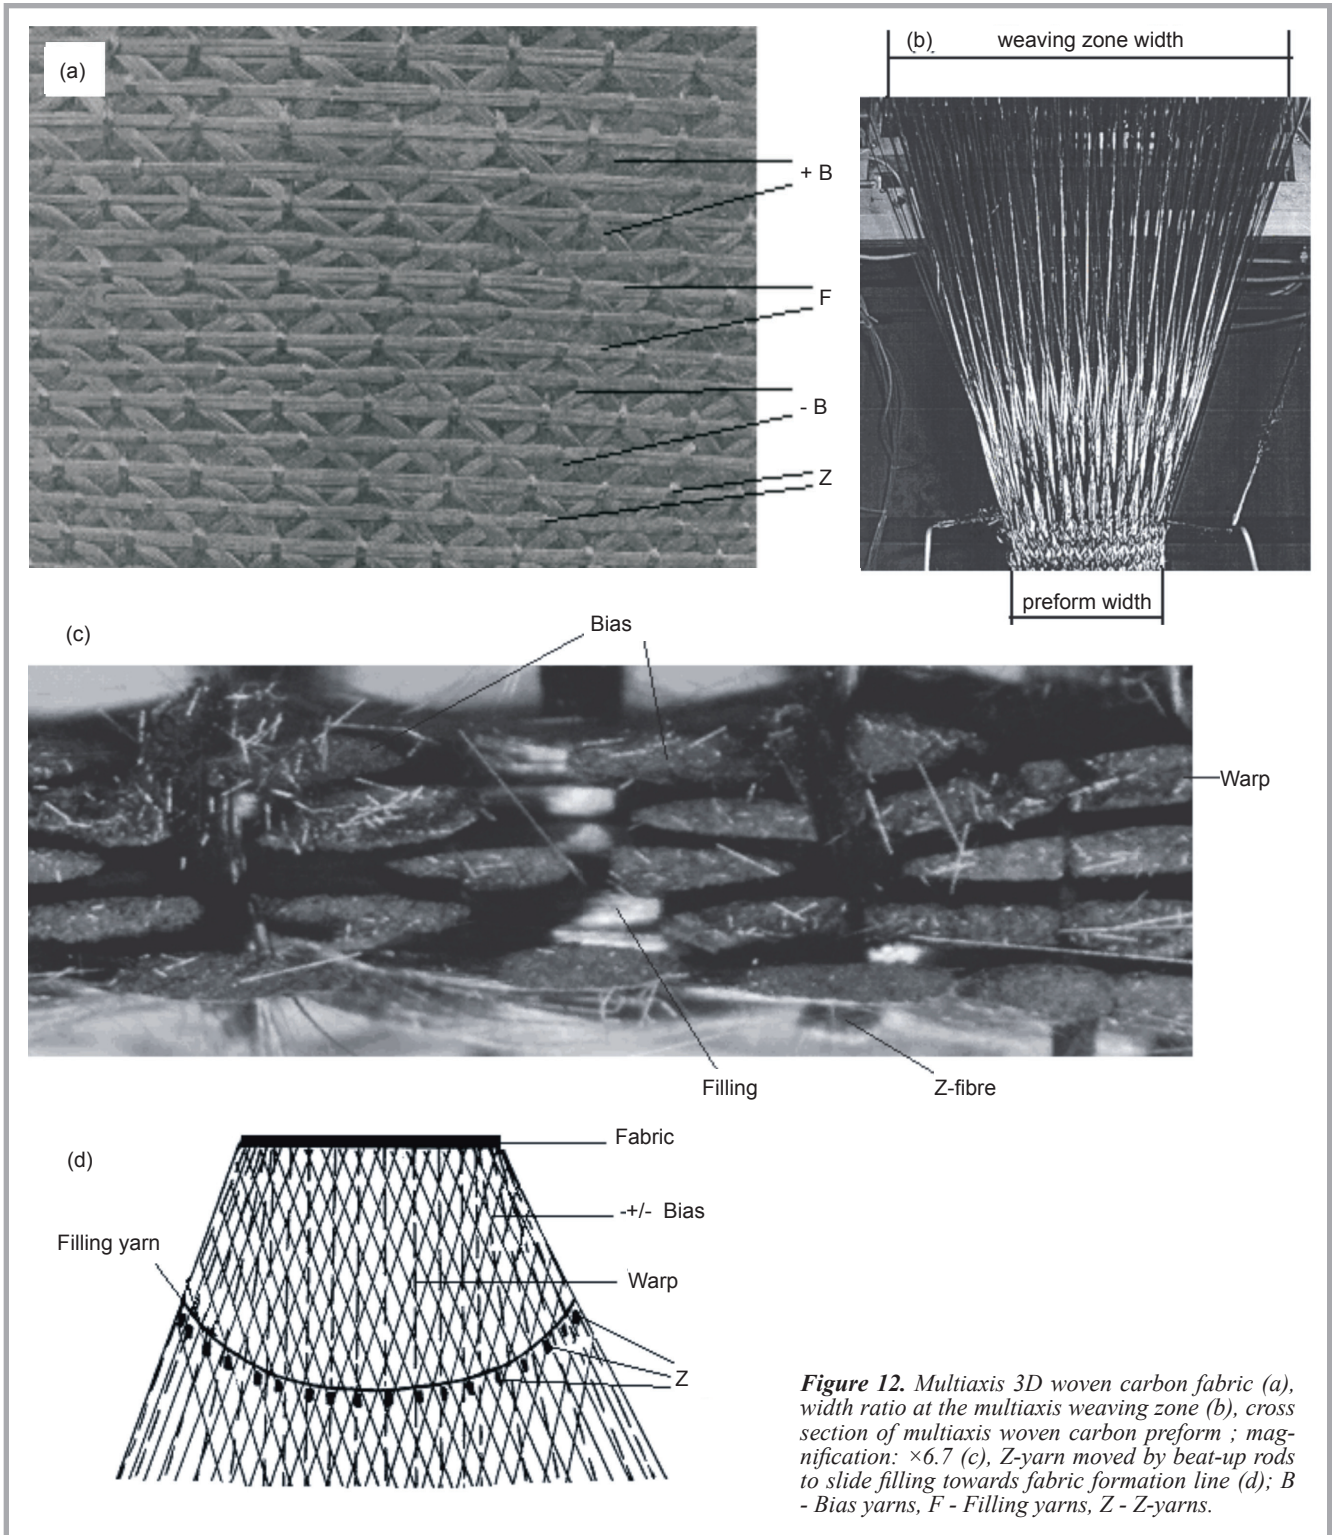 (a)
+ B
F
- B
Z
(b)
weaving zone width
preform width
(c)
Bias
Warp
Filling
Z-fibre
(d)
Fabric
-+/- Bias
Filling yarn
Warp
Z
Figure 12. Multiaxis 3D woven carbon fabric (a),
width ratio at the multiaxis weaving zone (b), cross
section of multiaxis woven carbon preform ; mag-
nification: ×6.7 (c), Z-yarn moved by beat-up rods
to slide filling towards fabric formation line (d); B
- Bias yarns, F - Filling yarns, Z - Z-yarns.